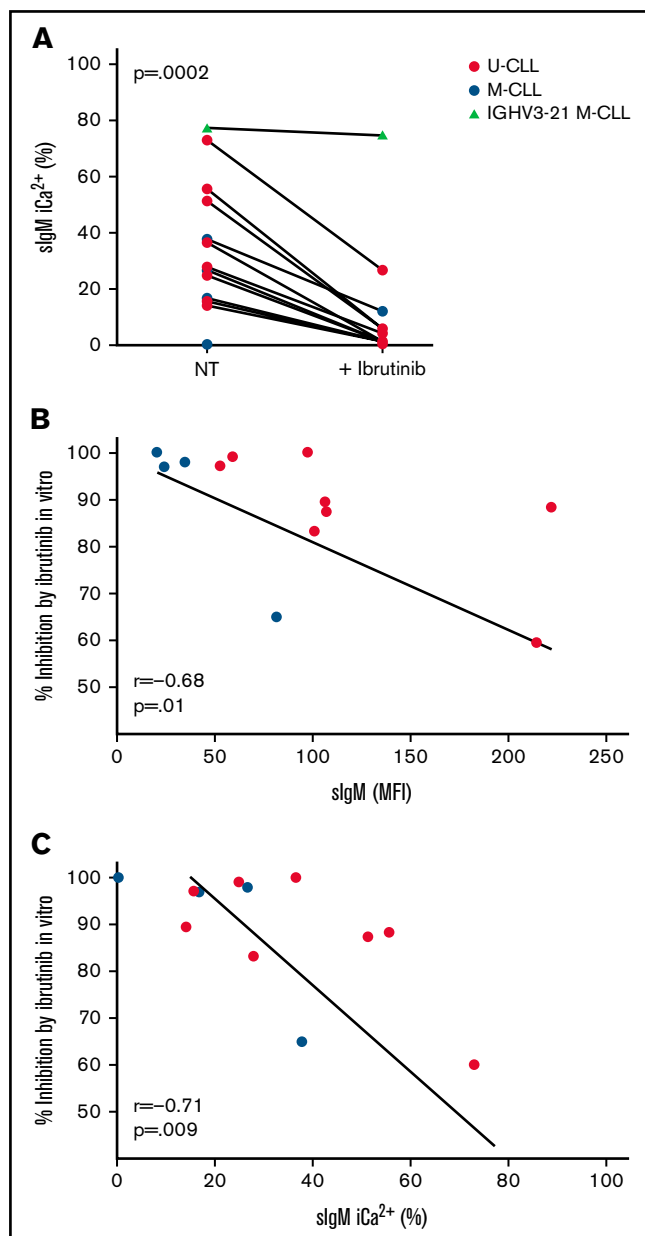 A
p=.0002
U-CLL
M-CLL
IGHV3-21 M-CLL
sIgM iCa²⁺ (%)
100
80
60
40
20
0
NT
+ Ibrutinib
B
% Inhibition by ibrutinib in vitro
100
90
80
70
60
50
r=−0.68
p=.01
0 50 100 150 200 250
sIgM (MFI)
C
% Inhibition by ibrutinib in vitro
100
90
80
70
60
50
r=−0.71
p=.009
0 20 40 60 80 100
sIgM iCa²⁺ (%)